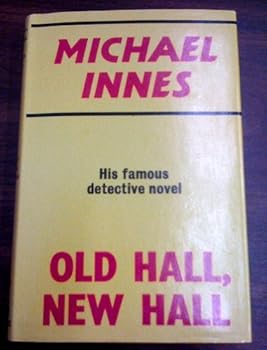 MICHAEL
INNES
His famous
detective novel
OLD HALL,
NEW HALL